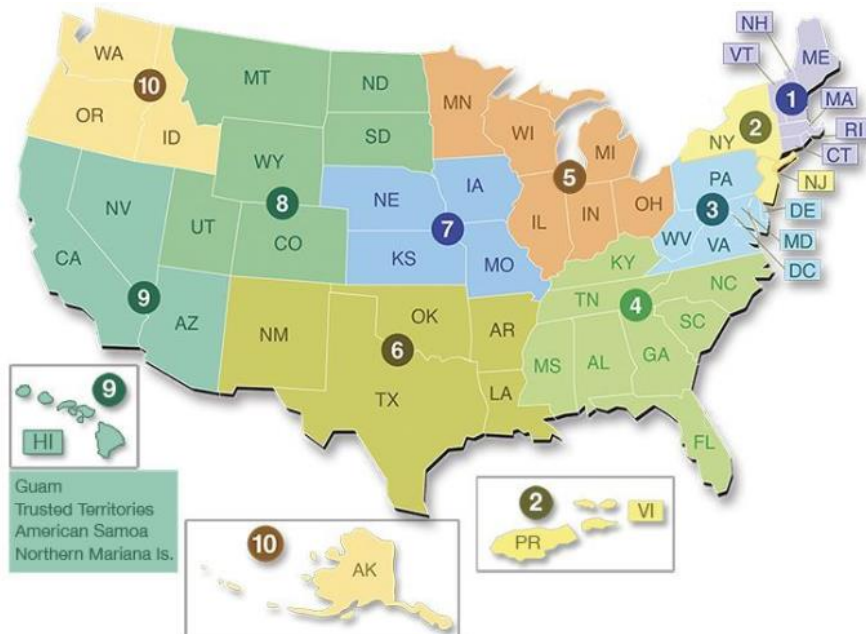 NH
ME
VT
WA
MT
ND
MN
10
1
MA
OR
ID
SD
WI
MI
NY
2
RI
CT
WY
5
NJ
NV
8
NE
IA
PA
DE
UT
CO
7
IL
IN
OH
3
WV
VA
MD
CA
KS
MO
KY
DC
9
AZ
NM
OK
AR
TN
4
NC
SC
6
MS
AL
GA
TX
LA
FL
9
HI
Guam
Trusted Territories
American Samoa
Northern Mariana Is.
10
AK
2
VI
PR